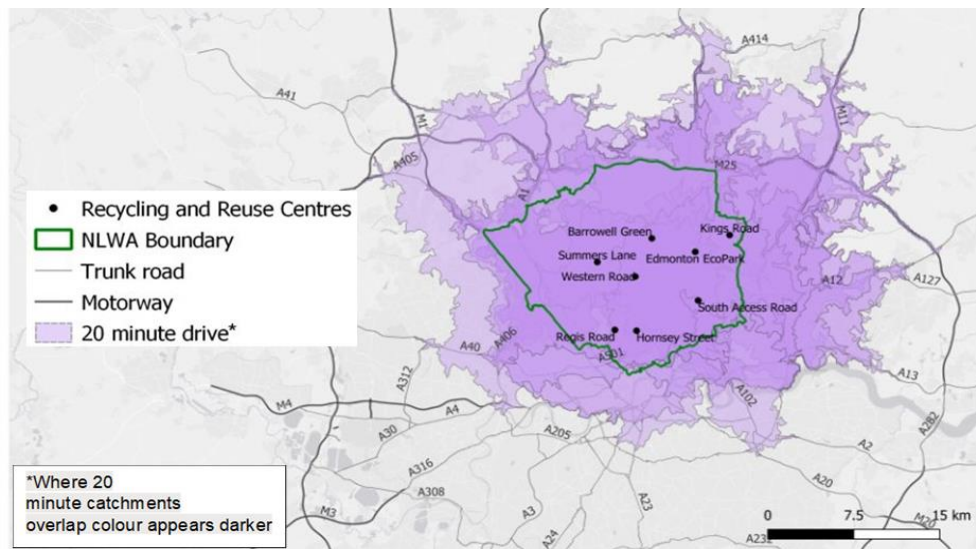 A414
A41
M1
M11
A405
M25
A1
Recycling and Reuse Centres
NLWA Boundary
Trunk road
Motorway
20 minute drive*
Barrowell Green
Kings Road
Summers Lane
Edmonton EcoPark
Western Road
A12
A127
South Access Road
Regis Road
Hornsey Street
A406
A40
A501
A312
A13
A102
M4
A4
A30
A205
A2
A282
A316
A308
A20
M3
A3
A23
A24
M20
A232
*Where 20
minute catchments
overlap colour appears darker
0 7.5 15 km